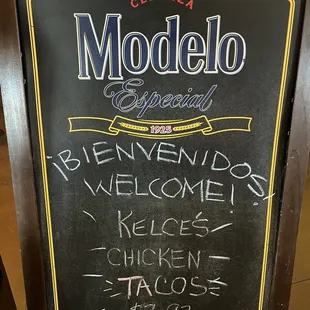 Modelo
Especial
1925
¡BIENVENIDOS!
WELCOME!
KELCE'S
CHICKEN
TACOS